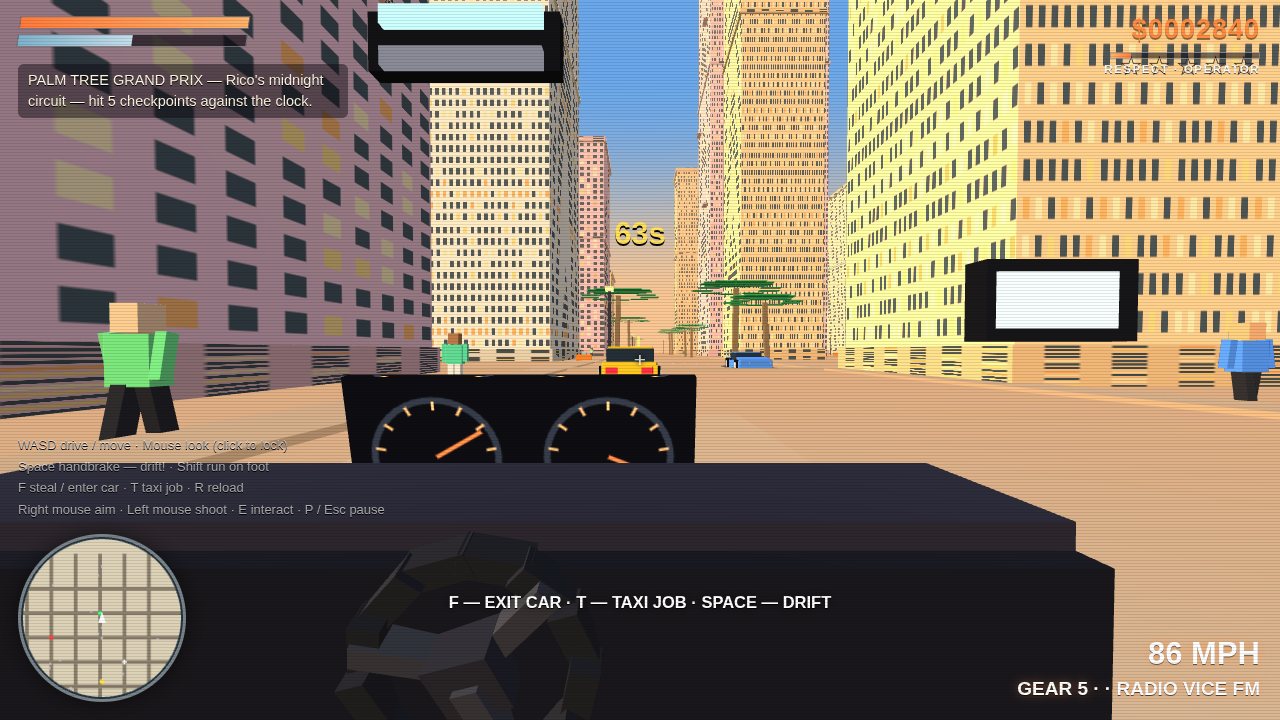 $0002840
RESPECT · OPERATOR
PALM TREE GRAND PRIX — Rico's midnight
circuit — hit 5 checkpoints against the clock.
63s
WASD drive / move · Mouse look (click to lock)
Space handbrake — drift! · Shift run on foot
F steal / enter car · T taxi job · R reload
Right mouse aim · Left mouse shoot · E interact · P / Esc pause
F — EXIT CAR · T — TAXI JOB · SPACE — DRIFT
86 MPH
GEAR 5 · · RADIO VICE FM